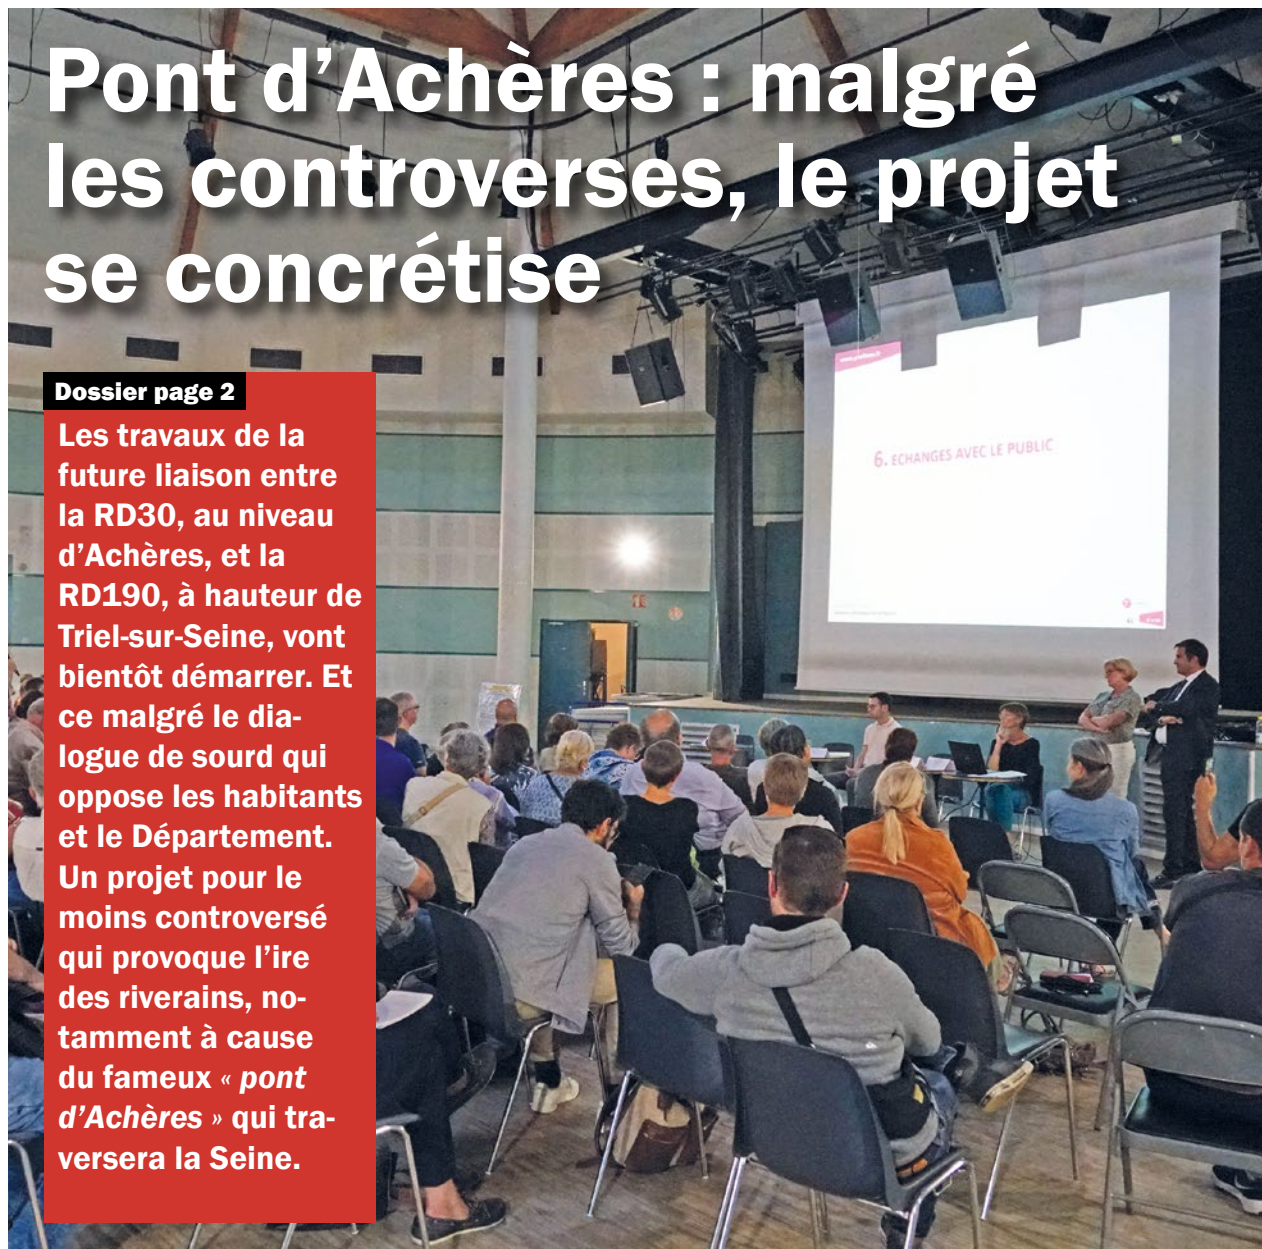 Pont d’Achères : malgré
les controverses, le projet
se concrétise
Dossier page 2
Les travaux de la
future liaison entre
la RD30, au niveau
d’Achères, et la
RD190, à hauteur de
Triel-sur-Seine, vont
bientôt démarrer. Et
ce malgré le dia-
logue de sourd qui
oppose les habitants
et le Département.
Un projet pour le
moins controversé
qui provoque l’ire
des riverains, no-
tamment à cause
du fameux « pont
d’Achères » qui tra-
versera la Seine.
6. ECHANGES AVEC LE PUBLIC